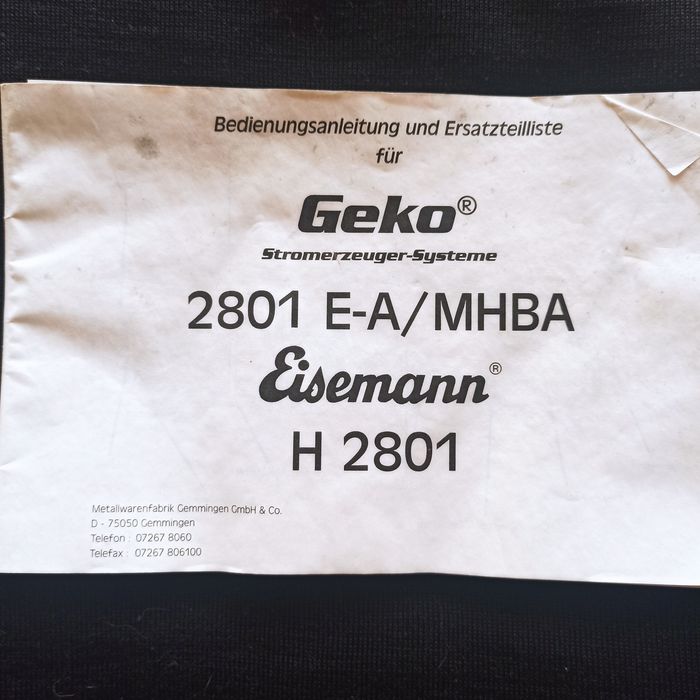 Bedienungsanleitung und Ersatzteilliste
für
Geko®
Stromerzeuger-Systeme
2801 E-A/MHBA
Eisemann®
H 2801
Metallwarenfabrik Gemmingen GmbH & Co.
D - 75050 Gemmingen
Telefon : 07267 8060
Telefax : 07267 806100